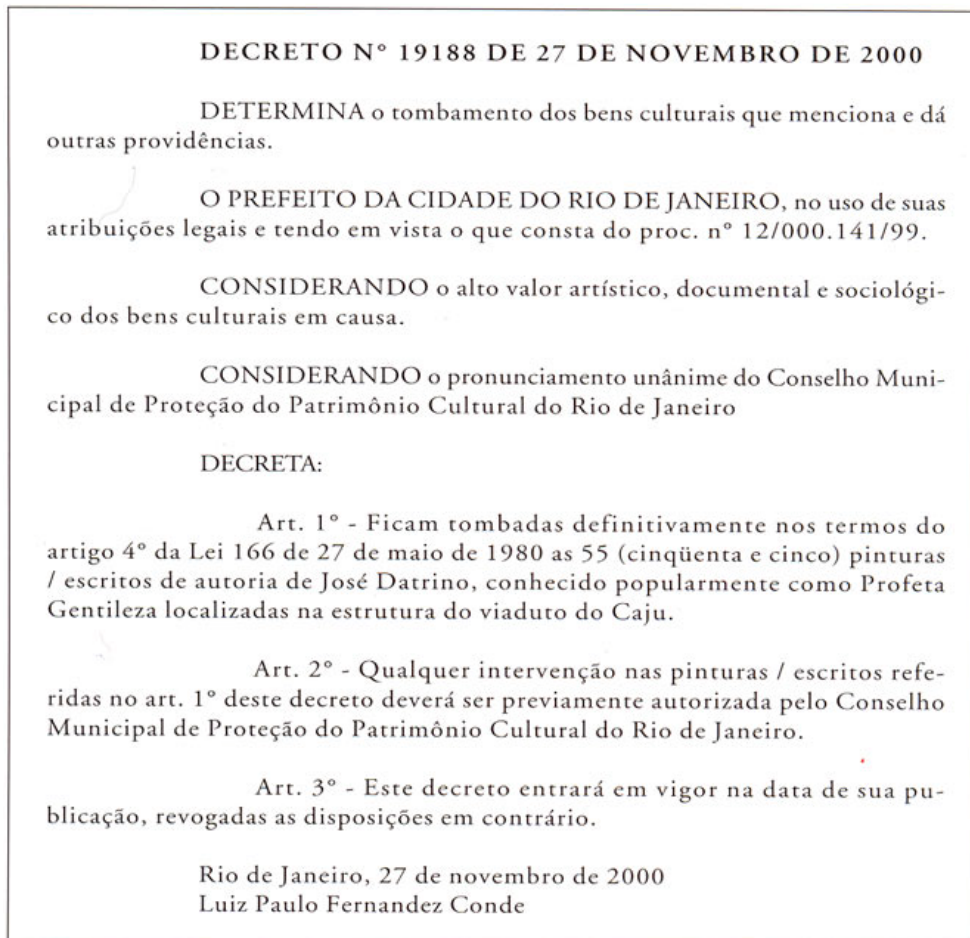 DECRETO Nº 19188 DE 27 DE NOVEMBRO DE 2000
DETERMINA o tombamento dos bens culturais que menciona e dá
outras providências.
O PREFEITO DA CIDADE DO RIO DE JANEIRO, no uso de suas
atribuições legais e tendo em vista o que consta do proc. nº 12/000.141/99.
CONSIDERANDO o alto valor artístico, documental e sociológi-
co dos bens culturais em causa.
CONSIDERANDO o pronunciamento unânime do Conselho Muni-
cipal de Proteção do Patrimônio Cultural do Rio de Janeiro
DECRETA:
Art. 1º - Ficam tombadas definitivamente nos termos do
artigo 4º da Lei 166 de 27 de maio de 1980 as 55 (cinqüenta e cinco) pinturas
/ escritos de autoria de José Datrino, conhecido popularmente como Profeta
Gentileza localizadas na estrutura do viaduto do Caju.
Art. 2º - Qualquer intervenção nas pinturas / escritos refe-
ridas no art. 1º deste decreto deverá ser previamente autorizada pelo Conselho
Municipal de Proteção do Patrimônio Cultural do Rio de Janeiro.
Art. 3º - Este decreto entrará em vigor na data de sua pu-
blicação, revogadas as disposições em contrário.
Rio de Janeiro, 27 de novembro de 2000
Luiz Paulo Fernandez Conde